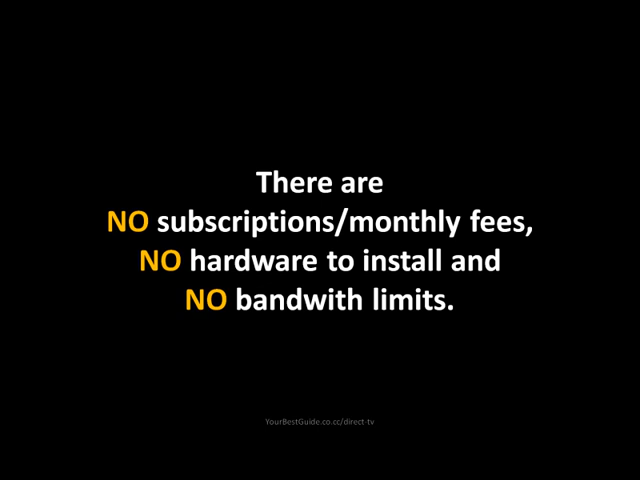 There are
NO subscriptions/monthly fees,
NO hardware to install and
NO bandwith limits.
YourBestGuide.co.cc/direct-tv